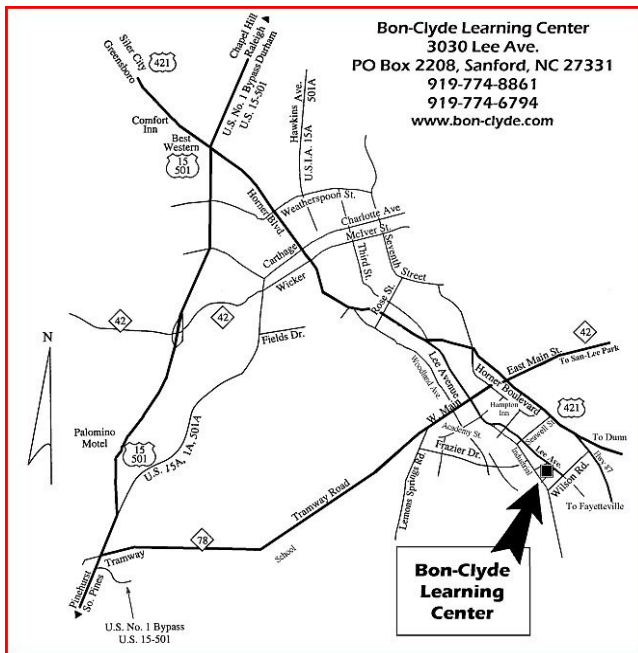 Bon-Clyde Learning Center
3030 Lee Ave.
PO Box 2208, Sanford, NC 27331
919-774-8861
919-774-6794
www.bon-clyde.com
Siler City
Greensboro
421
Chapel Hill
Raleigh
Durham
U.S. No. 1 Bypass
U.S. 15-501
Comfort
Inn
Best
Western
15
501
Hawkins Ave.
U.S.I.A. 15A
501A
Horner Blvd.
Weatherspoon St.
Charlotte Ave
Carthage
McIver St.
Wicker
Third St.
Seventh
Street
Rose St.
42
42
Fields Dr.
N
Woodland Ave.
Lee Avenue
Horner Boulevard
East Main St.
42
To San-Lee Park
W. Main
Hampton
Inn
421
Seawell St.
Academy St.
Frazier Dr.
Industrial
Lee Ave.
Wilson Rd.
To Dunn
Hwy 87
To Fayetteville
Palomino
Motel
15
501
U.S. 15A, 1A, 501A
Lemons Springs Rd.
Tramway Road
78
School
Tramway
Pinehurst
So. Pines
U.S. No. 1 Bypass
U.S. 15-501
Bon-Clyde
Learning
Center